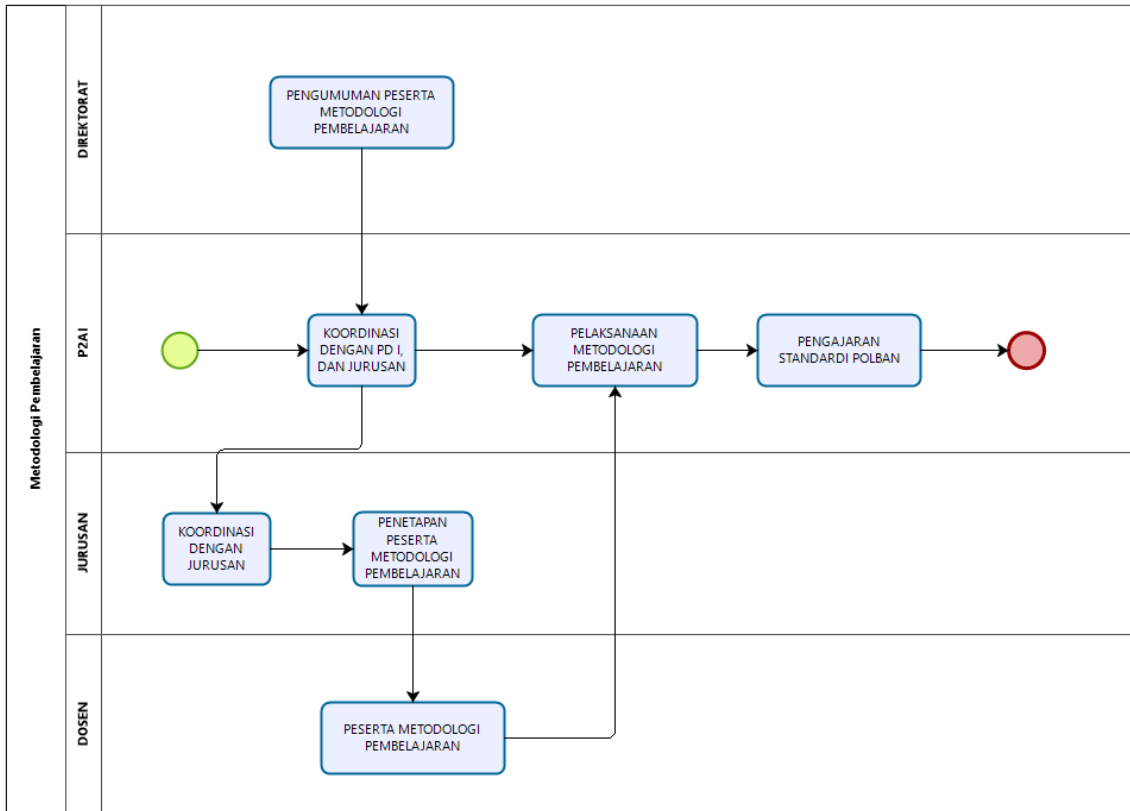 Metodologi Pembelajaran
DIREKTORAT
PENGUMUMAN PESERTA
METODOLOGI
PEMBELAJARAN
P2AI
KOORDINASI
DENGAN PD I,
DAN JURUSAN
PELAKSANAAN
METODOLOGI
PEMBELAJARAN
PENGAJARAN
STANDARDI POLBAN
JURUSAN
KOORDINASI
DENGAN
JURUSAN
PENETAPAN
PESERTA
METODOLOGI
PEMBELAJARAN
DOSEN
PESERTA METODOLOGI
PEMBELAJARAN